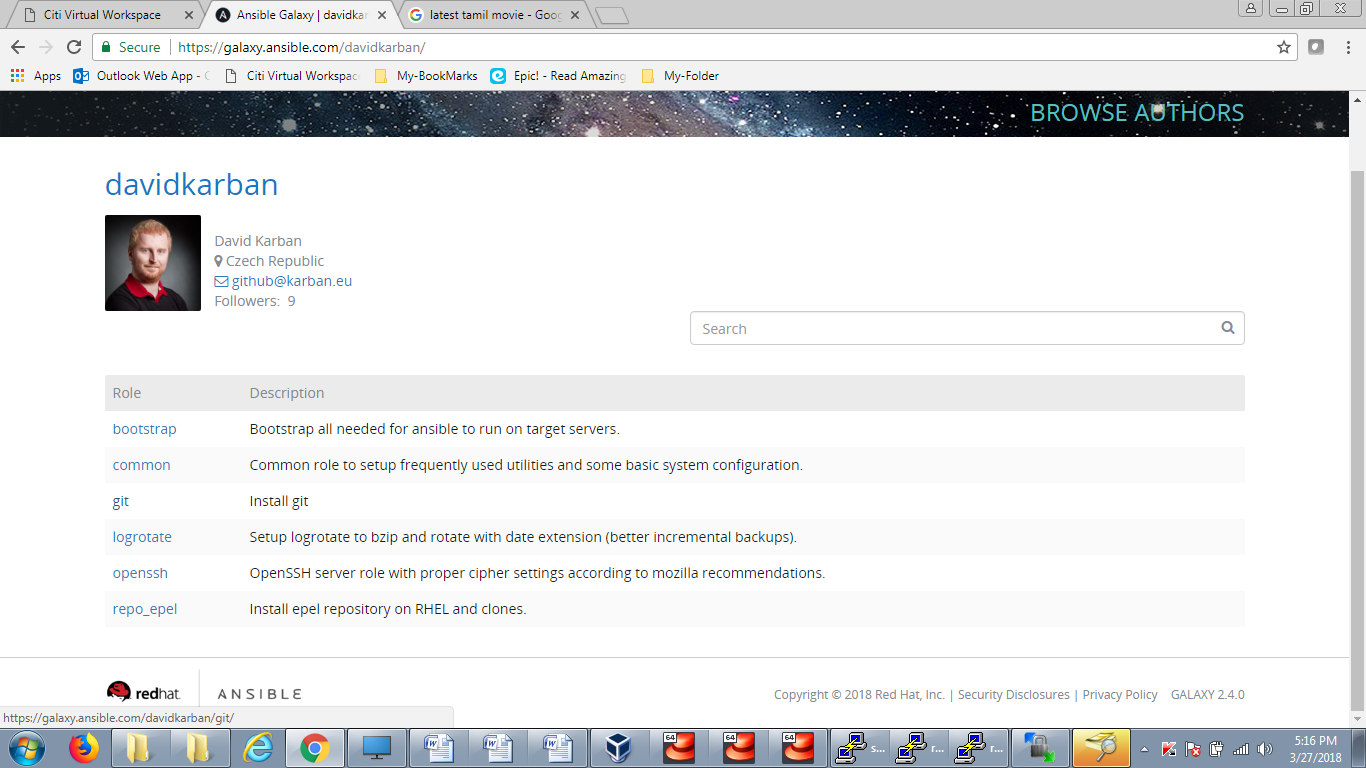 Citi Virtual Workspace
Ansible Galaxy | davidkar
latest tamil movie - Goo
Secure
https://galaxy.ansible.com/davidkarban/
Apps
Outlook Web App -
Citi Virtual Workspac
My-BookMarks
Epic! - Read Amazing
My-Folder
BROWSE AUTHORS
davidkarban
David Karban
Czech Republic
github@karban.eu
Followers: 9
Search
Role Description
bootstrap Bootstrap all needed for ansible to run on target servers.
common Common role to setup frequently used utilities and some basic system configuration.
git Install git
logrotate Setup logrotate to bzip and rotate with date extension (better incremental backups).
openssh OpenSSH server role with proper cipher settings according to mozilla recommendations.
repo_epel Install epel repository on RHEL and clones.
redhat. ANSIBLE
Copyright © 2018 Red Hat, Inc. | Security Disclosures | Privacy Policy GALAXY 2.4.0
https://galaxy.ansible.com/davidkarban/git/
64
64
64
s...
r...
r...
5:16 PM
3/27/2018